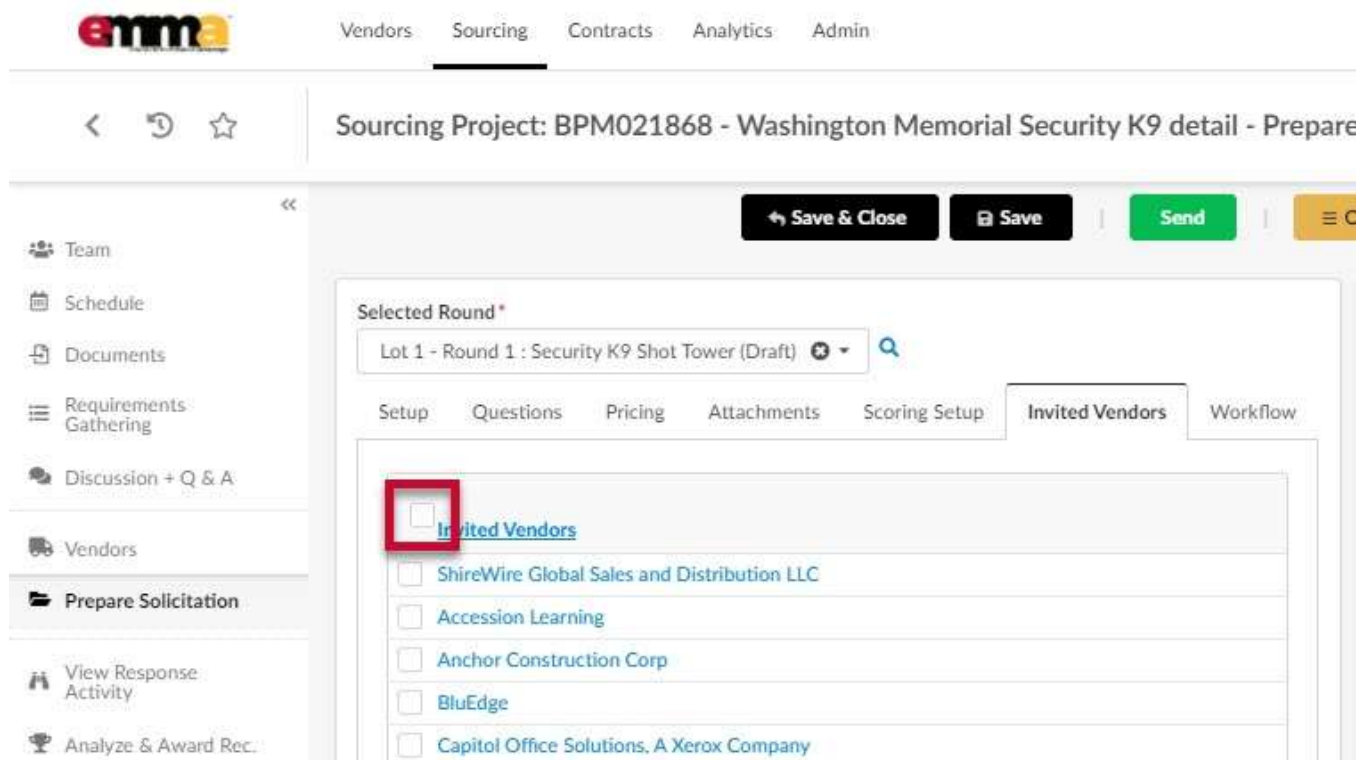 emma
Vendors Sourcing Contracts Analytics Admin
Sourcing Project: BPM021868 - Washington Memorial Security K9 detail - Prepare
«
Save & Close Save | Send |
Team
Schedule
Documents
Requirements
Gathering
Discussion + Q & A
Vendors
Prepare Solicitation
View Response
Activity
Analyze & Award Rec.
Selected Round*
Lot 1 - Round 1 : Security K9 Shot Tower (Draft)
Setup Questions Pricing Attachments Scoring Setup Invited Vendors Workflow
Invited Vendors
ShireWire Global Sales and Distribution LLC
Accession Learning
Anchor Construction Corp
BluEdge
Capitol Office Solutions, A Xerox Company